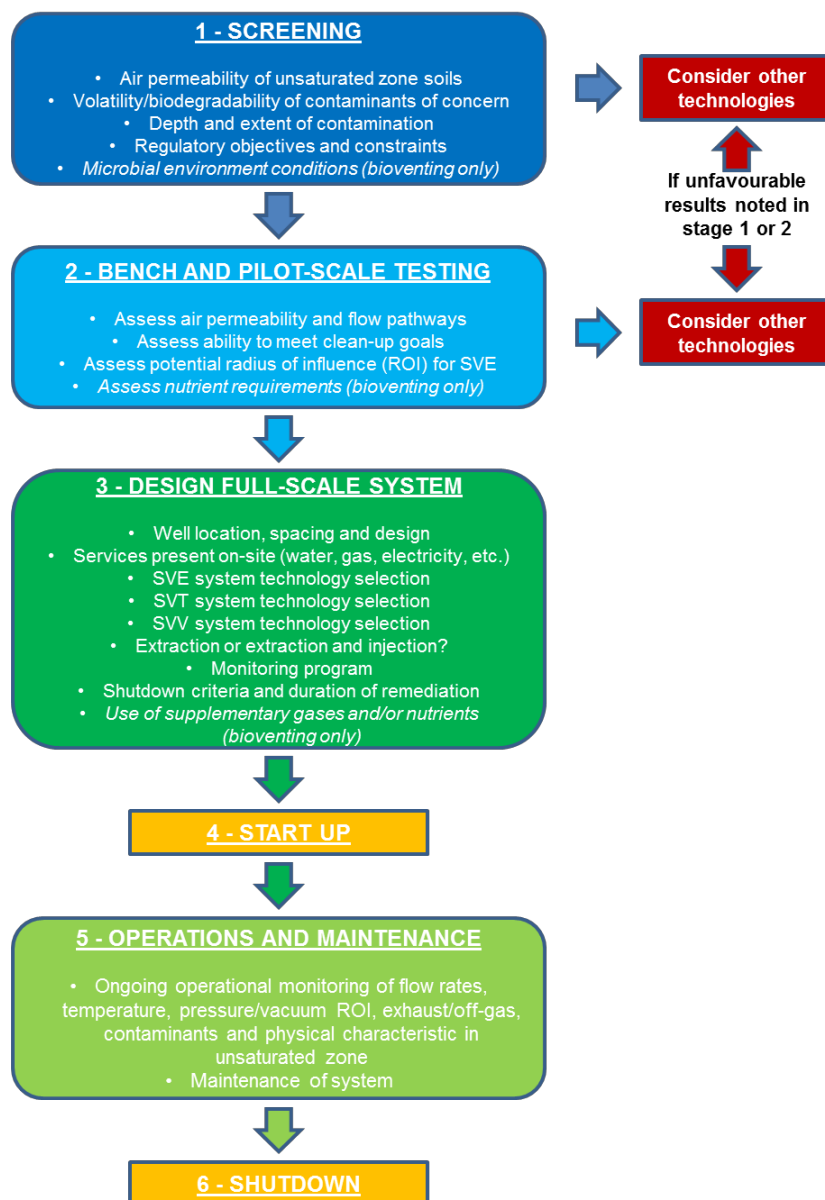 1 - SCREENING
• Air permeability of unsaturated zone soils
• Volatility/biodegradability of contaminants of concern
• Depth and extent of contamination
• Regulatory objectives and constraints
• Microbial environment conditions (bioventing only)
Consider other
technologies
If unfavourable
results noted in
stage 1 or 2
2 - BENCH AND PILOT-SCALE TESTING
• Assess air permeability and flow pathways
• Assess ability to meet clean-up goals
• Assess potential radius of influence (ROI) for SVE
• Assess nutrient requirements (bioventing only)
Consider other
technologies
3 - DESIGN FULL-SCALE SYSTEM
• Well location, spacing and design
• Services present on-site (water, gas, electricity, etc.)
• SVE system technology selection
• SVT system technology selection
• SVV system technology selection
• Extraction or extraction and injection?
• Monitoring program
• Shutdown criteria and duration of remediation
• Use of supplementary gases and/or nutrients
(bioventing only)
4 - START UP
5 - OPERATIONS AND MAINTENANCE
• Ongoing operational monitoring of flow rates,
temperature, pressure/vacuum ROI, exhaust/off-gas,
contaminants and physical characteristic in
unsaturated zone
• Maintenance of system
6 - SHUTDOWN